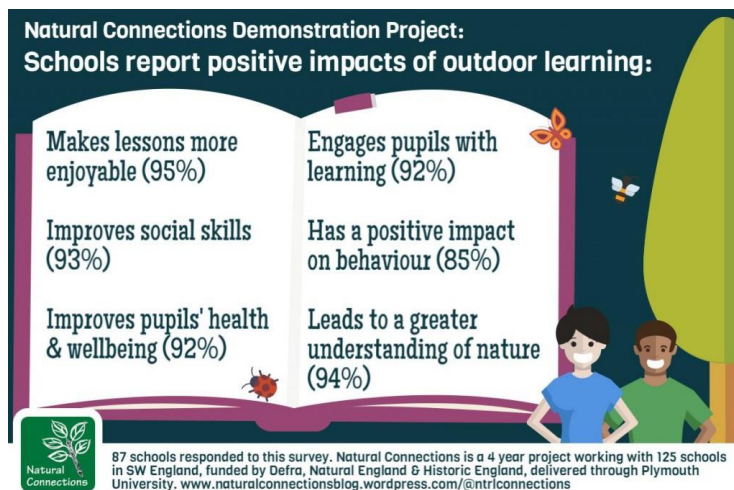 Natural Connections Demonstration Project:
Schools report positive impacts of outdoor learning:
Makes lessons more
enjoyable (95%)
Improves social skills
(93%)
Improves pupils' health
& wellbeing (92%)
Engages pupils with
learning (92%)
Has a positive impact
on behaviour (85%)
Leads to a greater
understanding of nature
(94%)
Natural
Connections
87 schools responded to this survey. Natural Connections is a 4 year project working with 125 schools
in SW England, funded by Defra, Natural England & Historic England, delivered through Plymouth
University. www.naturalconnectionsblog.wordpress.com/@ntrlconnections